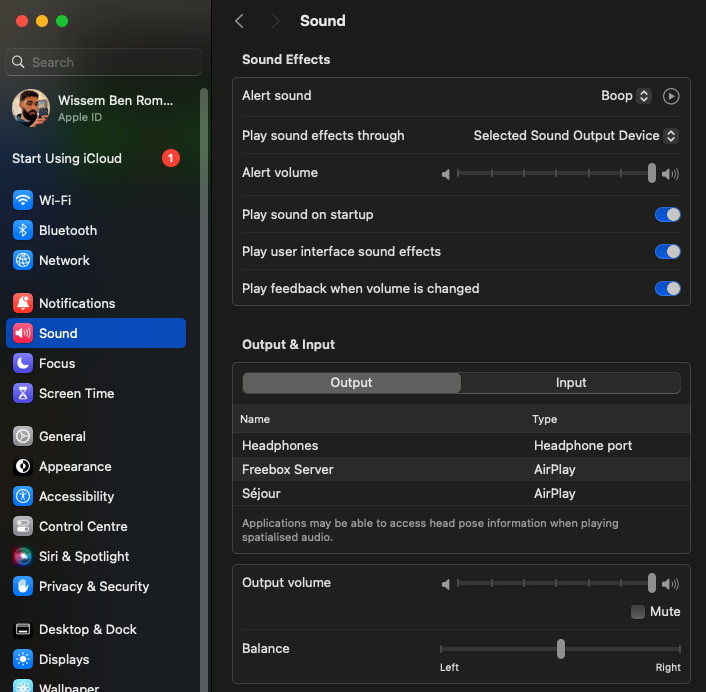 Search
Wissem Ben Rom...
Apple ID
Start Using iCloud 1
Wi-Fi
Bluetooth
Network
Notifications
Sound
Focus
Screen Time
General
Appearance
Accessibility
Control Centre
Siri & Spotlight
Privacy & Security
Desktop & Dock
Displays
Wallpaper
Sound
Sound Effects
Alert sound Boop
Play sound effects through Selected Sound Output Device
Alert volume
Play sound on startup
Play user interface sound effects
Play feedback when volume is changed
Output & Input
Output Input
Name Type
Headphones Headphone port
Freebox Server AirPlay
Séjour AirPlay
Applications may be able to access head pose information when playing
spatialised audio.
Output volume
Mute
Balance
Left Right